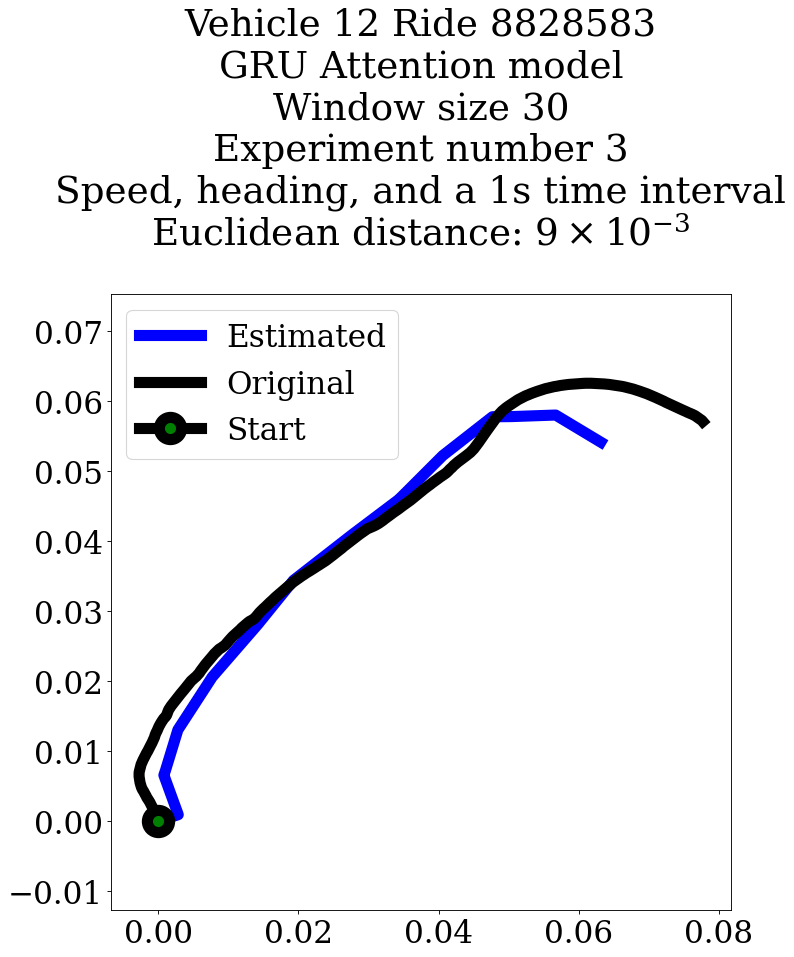 Vehicle 12 Ride 8828583
GRU Attention model
Window size 30
Experiment number 3
Speed, heading, and a 1s time interval
Euclidean distance: 9 × 10⁻³
Estimated
Original
Start
0.07
0.06
0.05
0.04
0.03
0.02
0.01
0.00
−0.01
0.00 0.02 0.04 0.06 0.08